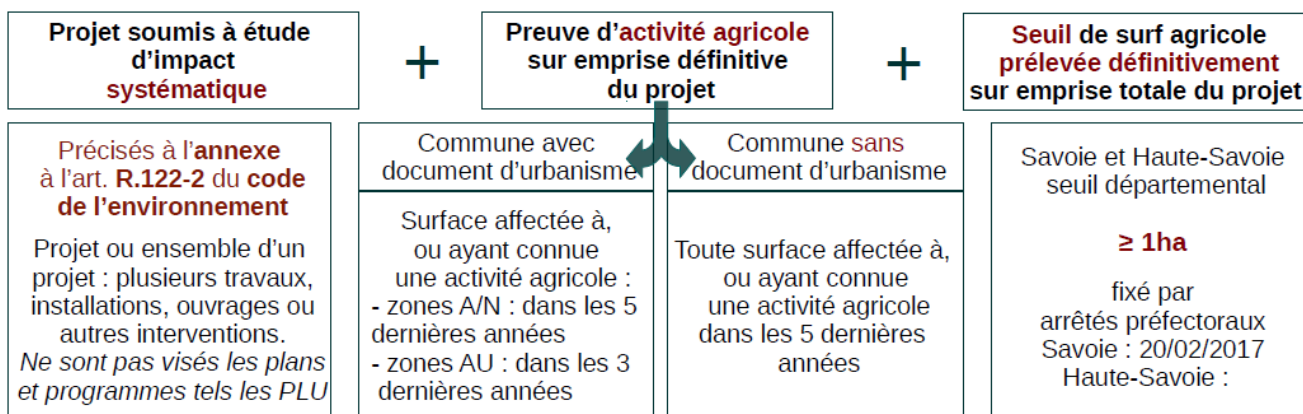 Projet soumis à étude
d'impact
systématique
+
Preuve d'activité agricole
sur emprise définitive
du projet
+
Seuil de surf agricole
prélevée définitivement
sur emprise totale du projet
Précisés à l'annexe
à l'art. R.122-2 du code
de l'environnement
Projet ou ensemble d'un
projet : plusieurs travaux,
installations, ouvrages ou
autres interventions.
Ne sont pas visés les plans
et programmes tels les PLU
Commune avec
document d'urbanisme
Surface affectée à,
ou ayant connue
une activité agricole :
- zones A/N : dans les 5
dernières années
- zones AU : dans les 3
dernières années
Commune sans
document d'urbanisme
Toute surface affectée à,
ou ayant connue
une activité agricole
dans les 5 dernières
années
Savoie et Haute-Savoie
seuil départemental
≥ 1ha
fixé par
arrêtés préfectoraux
Savoie : 20/02/2017
Haute-Savoie :